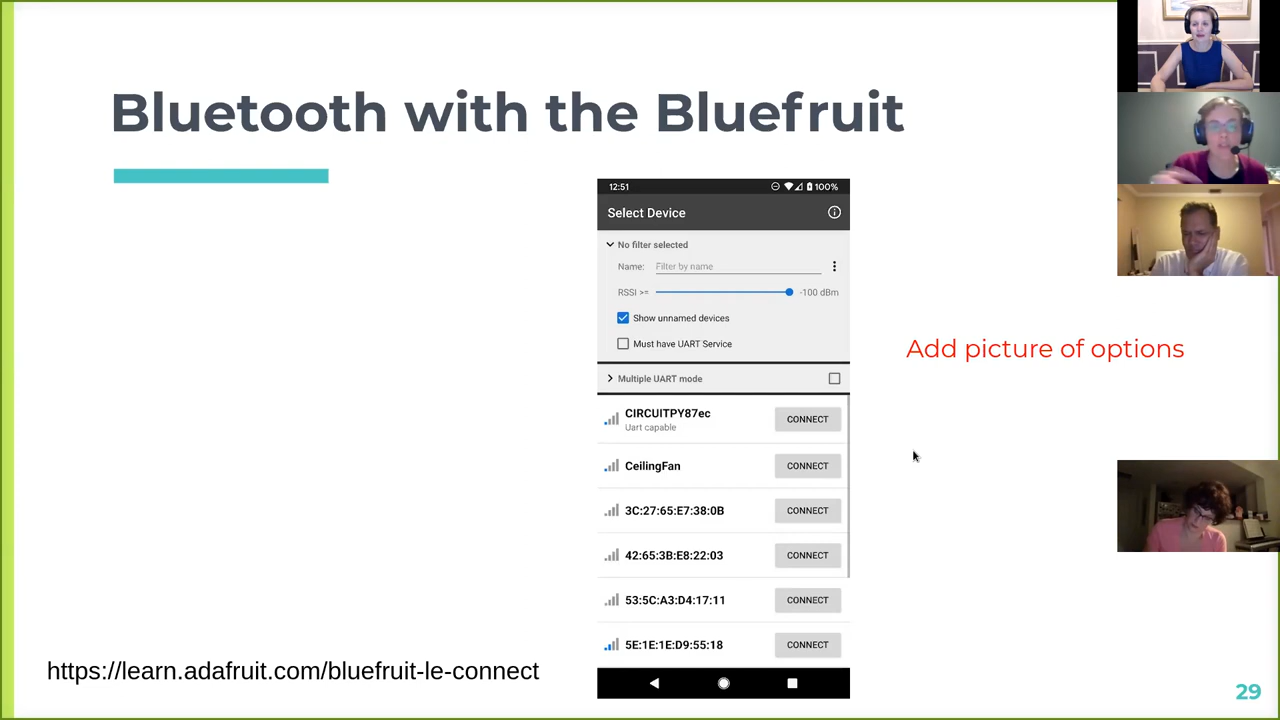 Bluetooth with the Bluefruit
12:51 100%
Select Device
No filter selected
Name: Filter by name
RSSI >= -100 dBm
Show unnamed devices
Must have UART Service
Multiple UART mode
CIRCUITPY87ec CONNECT
Uart capable
CeilingFan CONNECT
3C:27:65:E7:38:0B CONNECT
42:65:3B:E8:22:03 CONNECT
53:5C:A3:D4:17:11 CONNECT
5E:1E:1E:D9:55:18 CONNECT
Add picture of options
https://learn.adafruit.com/bluefruit-le-connect
29